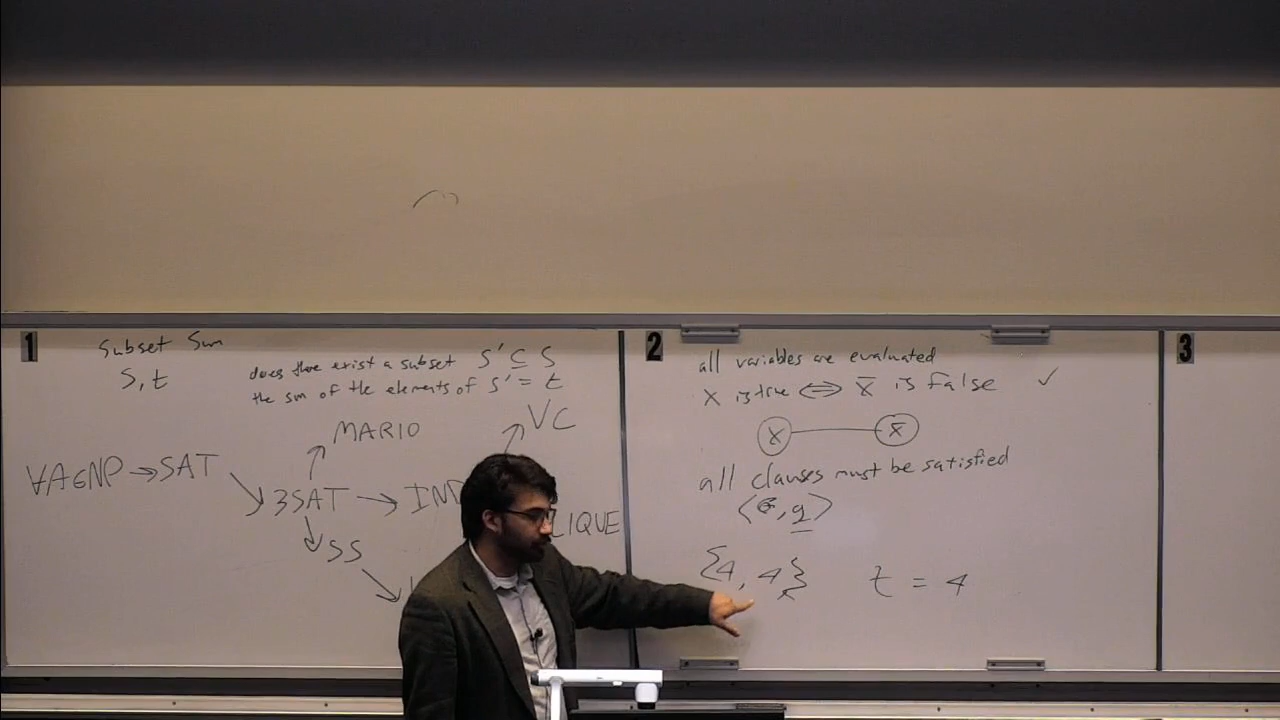 1
Subset Sum
S, t
does there exist a subset S' ⊆ S
the sum of the elements of S' = t
MARIO
VC
∀A∈NP → SAT
3SAT → IND
LIQUE
SS
2
all variables are evaluated
X is true ⇔ X̄ is False ✓
X X̄
all clauses must be satisfied
{4, 4} t = 4
3